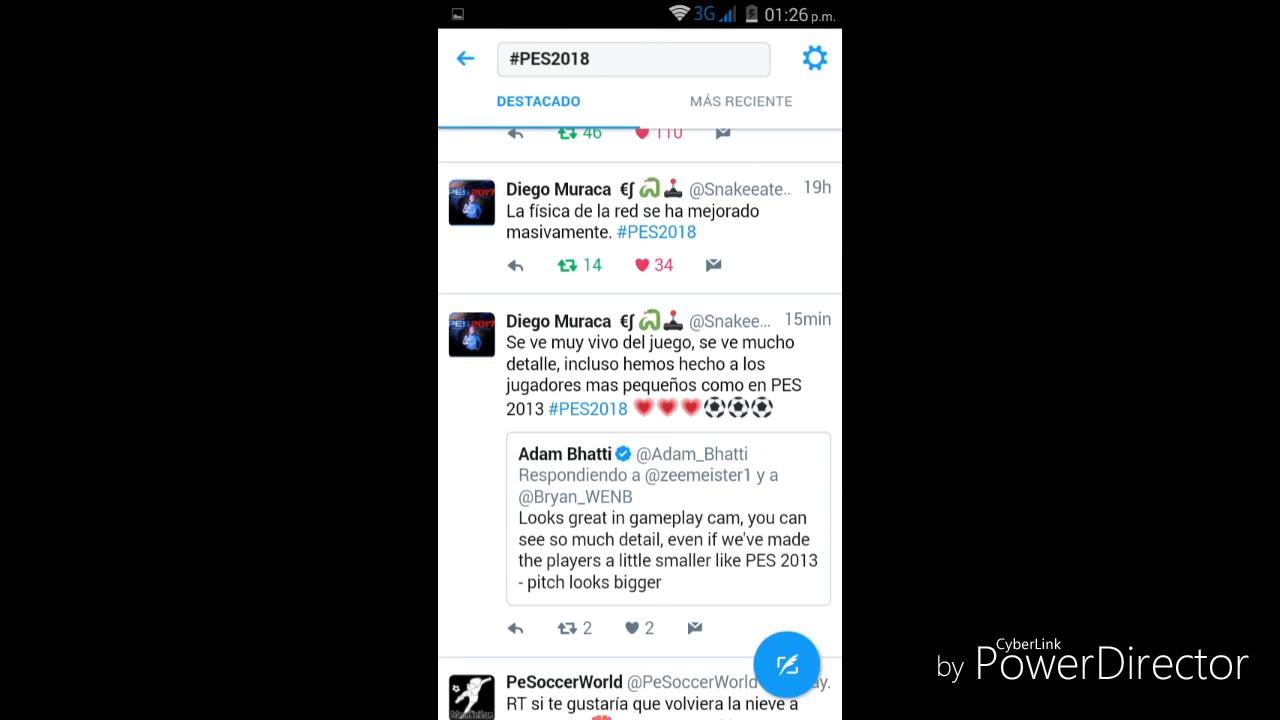 3G 01:26 p.m.
#PES2018
DESTACADO MÁS RECIENTE
46 110
Diego Muraca €ʃ @Snakeeate.. 19h
La física de la red se ha mejorado
masivamente. #PES2018
14 34
Diego Muraca €ʃ @Snakee... 15min
Se ve muy vivo del juego, se ve mucho
detalle, incluso hemos hecho a los
jugadores mas pequeños como en PES
2013 #PES2018
Adam Bhatti @Adam_Bhatti
Respondiendo a @zeemeister1 y a
@Bryan_WENB
Looks great in gameplay cam, you can
see so much detail, even if we've made
the players a little smaller like PES 2013
- pitch looks bigger
2 2
PeSoccerWorld @PeSoccerWorld
RT si te gustaría que volviera la nieve a
CyberLink
by PowerDirector